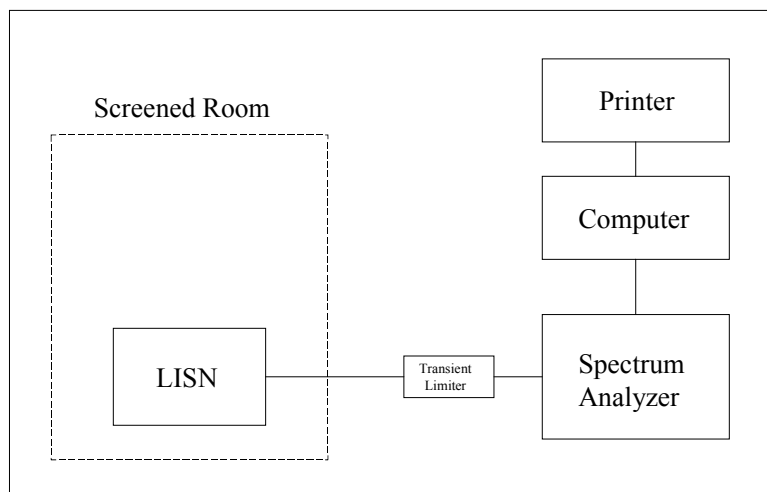 Screened Room
Printer
Computer
LISN
Transient
Limiter
Spectrum
Analyzer